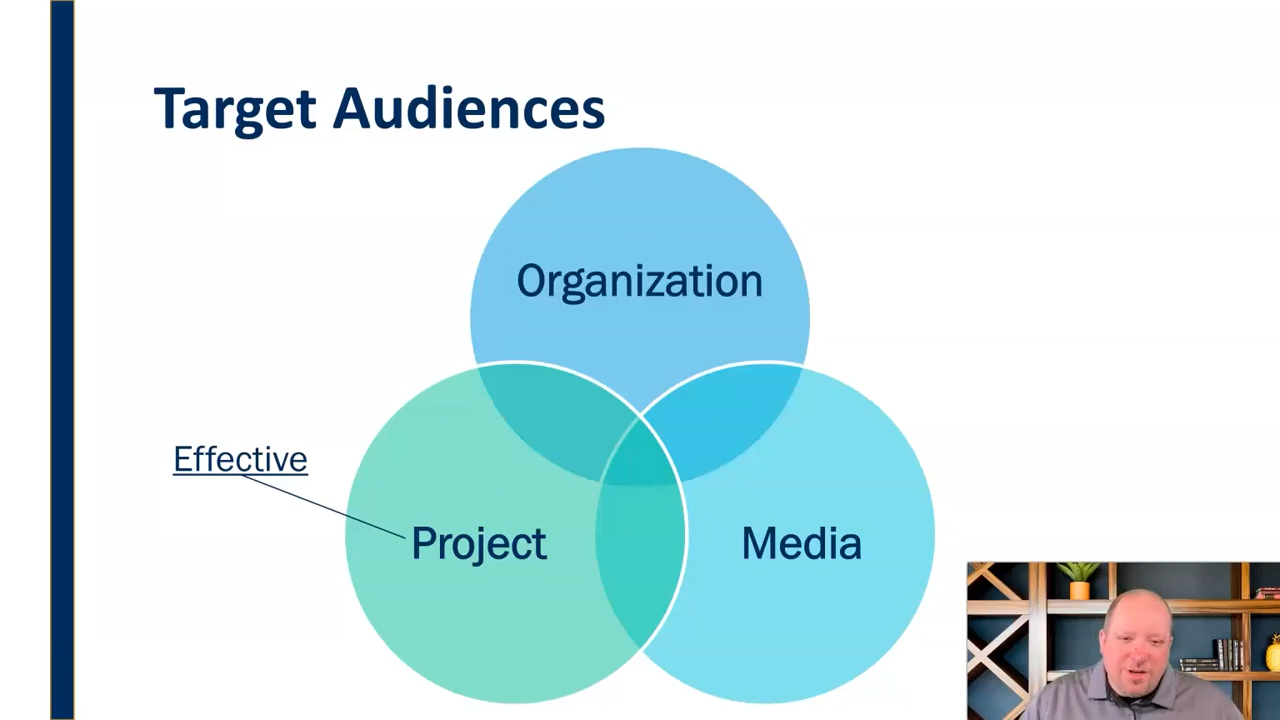 Target Audiences
Organization
Effective
Project
Media